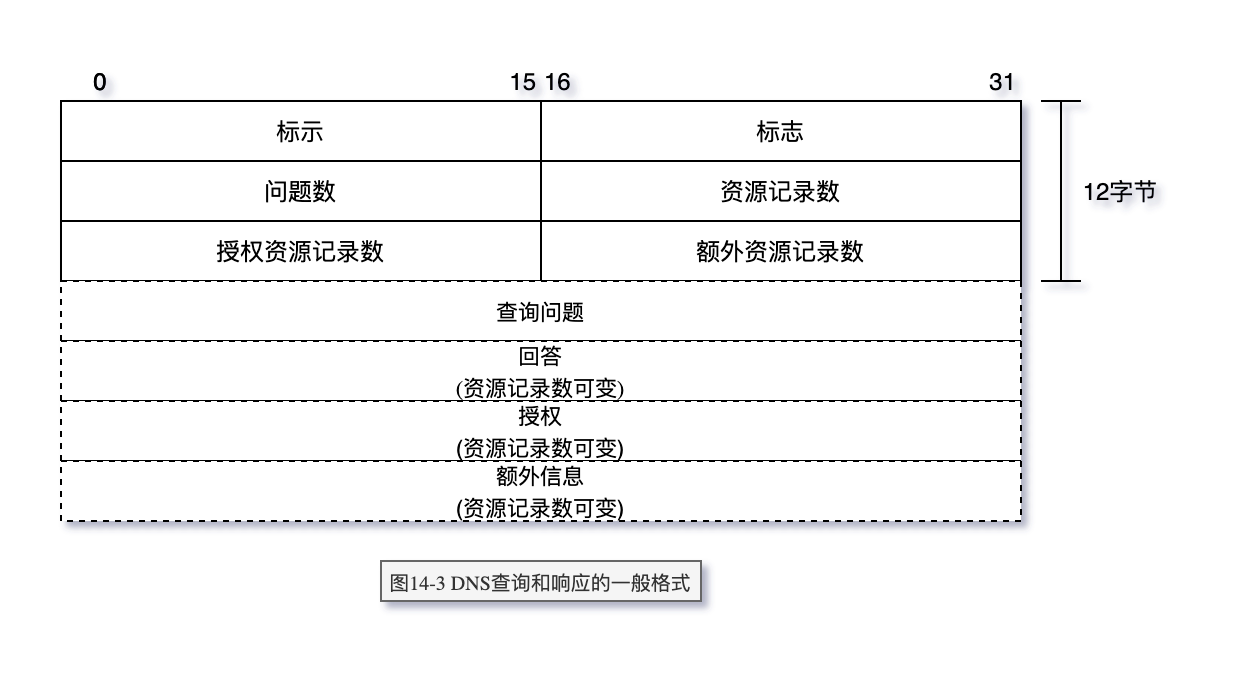 0 15 16 31
标示 标志
问题数 资源记录数
12字节
授权资源记录数 额外资源记录数
查询问题
回答
(资源记录数可变)
授权
(资源记录数可变)
额外信息
(资源记录数可变)
图14-3 DNS查询和响应的一般格式